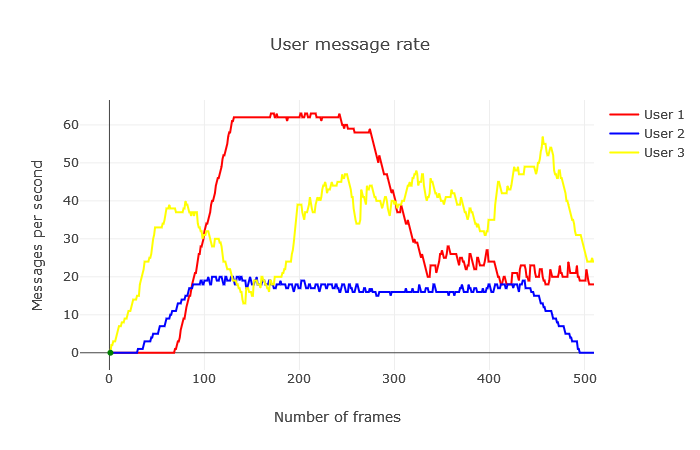 User message rate
User 1
User 2
User 3
Messages per second
60
50
40
30
20
10
0
0 100 200 300 400 500
Number of frames